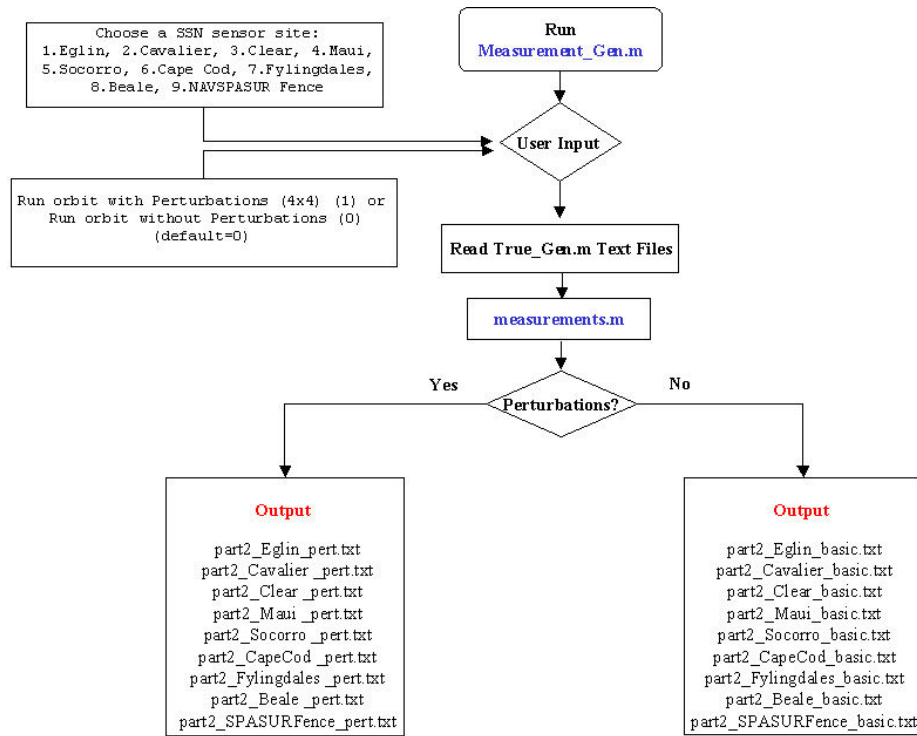 Choose a SSN sensor site:
1.Eglin, 2.Cavalier, 3.Clear, 4.Maui,
5.Socorro, 6.Cape Cod, 7.Fylingdales,
8.Beale, 9.NAVSPASUR Fence
Run
Measurement_Gen.m
User Input
Run orbit with Perturbations (4x4) (1) or
Run orbit without Perturbations (0)
(default=0)
Read True_Gen.m Text Files
measurements.m
Yes
No
Perturbations?
Output
part2_Eglin_pert.txt
part2_Cavalier _pert.txt
part2_Clear _pert.txt
part2_Maui _pert.txt
part2_Socorro _pert.txt
part2_CapeCod _pert.txt
part2_Fylingdales _pert.txt
part2_Beale _pert.txt
part2_SPASURFence_pert.txt
Output
part2_Eglin_basic.txt
part2_Cavalier_basic.txt
part2_Clear_basic.txt
part2_Maui_basic.txt
part2_Socorro_basic.txt
part2_CapeCod_basic.txt
part2_Fylingdales_basic.txt
part2_Beale_basic.txt
part2_SPASURFence_basic.txt